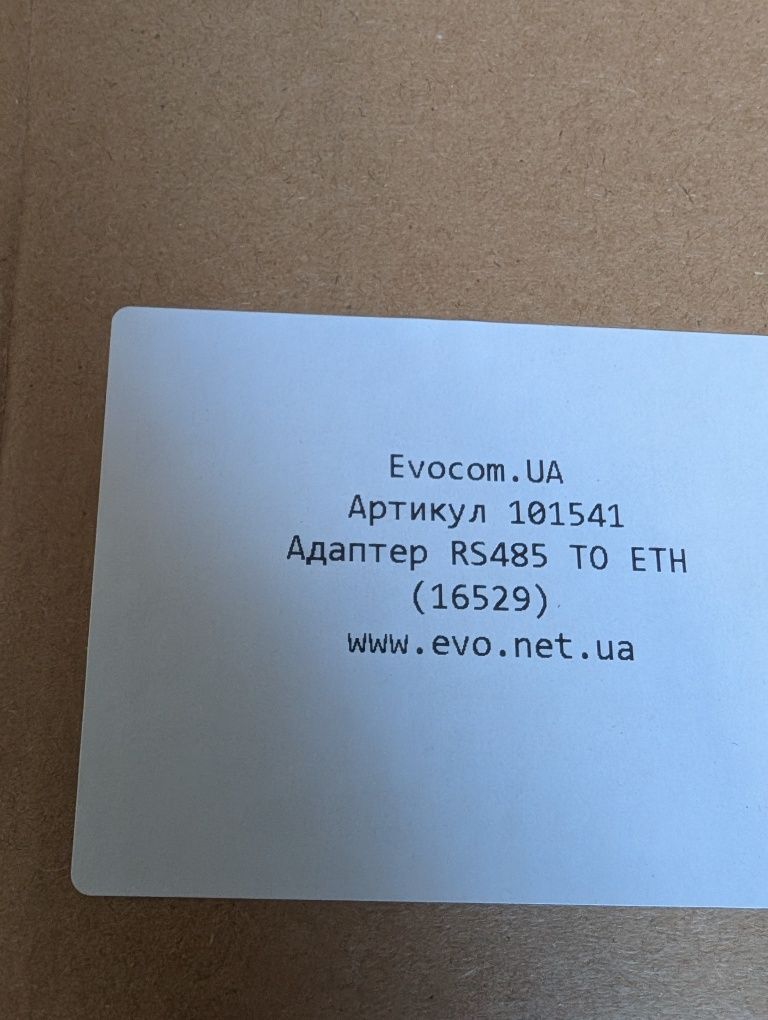 Evocom.UA
Артикул 101541
Адаптер RS485 TO ETH
(16529)
www.evo.net.ua